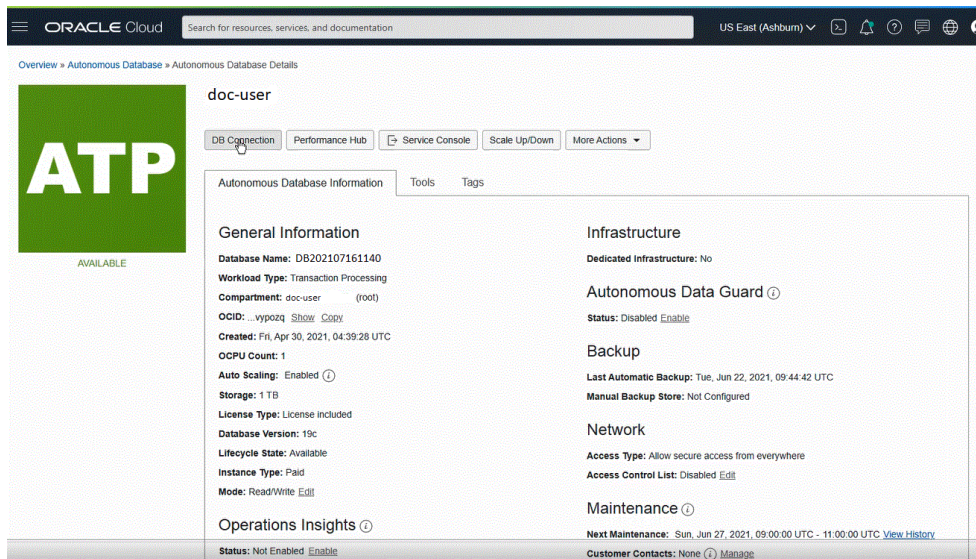 ORACLE Cloud
Search for resources, services, and documentation
US East (Ashburn)
Overview » Autonomous Database » Autonomous Database Details
ATP
AVAILABLE
doc-user
DB Connection
Performance Hub
Service Console
Scale Up/Down
More Actions
Autonomous Database Information
Tools
Tags
General Information
Database Name: DB202107161140
Workload Type: Transaction Processing
Compartment: doc-user (root)
OCID: ...vypozq Show Copy
Created: Fri, Apr 30, 2021, 04:39:28 UTC
OCPU Count: 1
Auto Scaling: Enabled
Storage: 1 TB
License Type: License included
Database Version: 19c
Lifecycle State: Available
Instance Type: Paid
Mode: Read/Write Edit
Operations Insights
Status: Not Enabled Enable
Infrastructure
Dedicated Infrastructure: No
Autonomous Data Guard
Status: Disabled Enable
Backup
Last Automatic Backup: Tue, Jun 22, 2021, 09:44:42 UTC
Manual Backup Store: Not Configured
Network
Access Type: Allow secure access from everywhere
Access Control List: Disabled Edit
Maintenance
Next Maintenance: Sun, Jun 27, 2021, 09:00:00 UTC - 11:00:00 UTC View History
Customer Contacts: None Manage